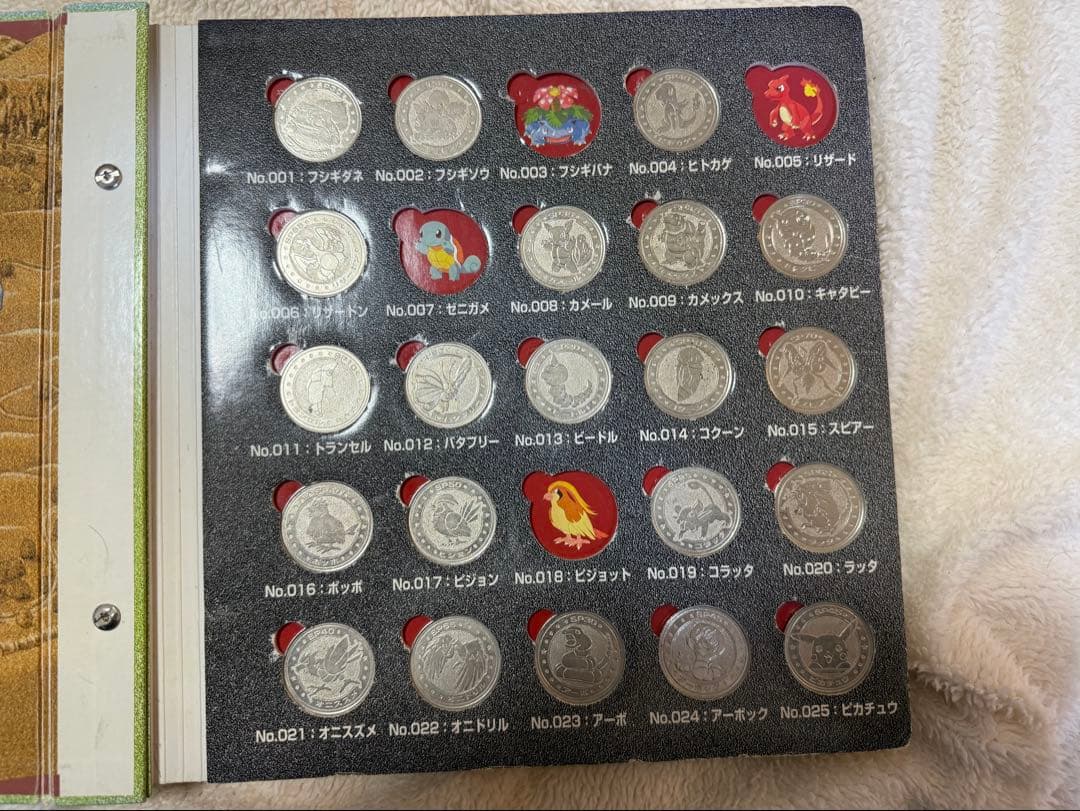 No.001：フシギダネ No.002：フシギソウ No.003：フシギバナ No.004：ヒトカゲ No.005：リザード
No.006：リザードン No.007：ゼニガメ No.008：カメール No.009：カメックス No.010：キャタピー
No.011：トランセル No.012：バタフリー No.013：ビードル No.014：コクーン No.015：スピアー
SP50
No.016：ポッポ No.017：ピジョン No.018：ピジョット No.019：コラッタ No.020：ラッタ
SP40 SP30
No.021：オニスズメ No.022：オニドリル No.023：アーボ No.024：アーボック No.025：ピカチュウ